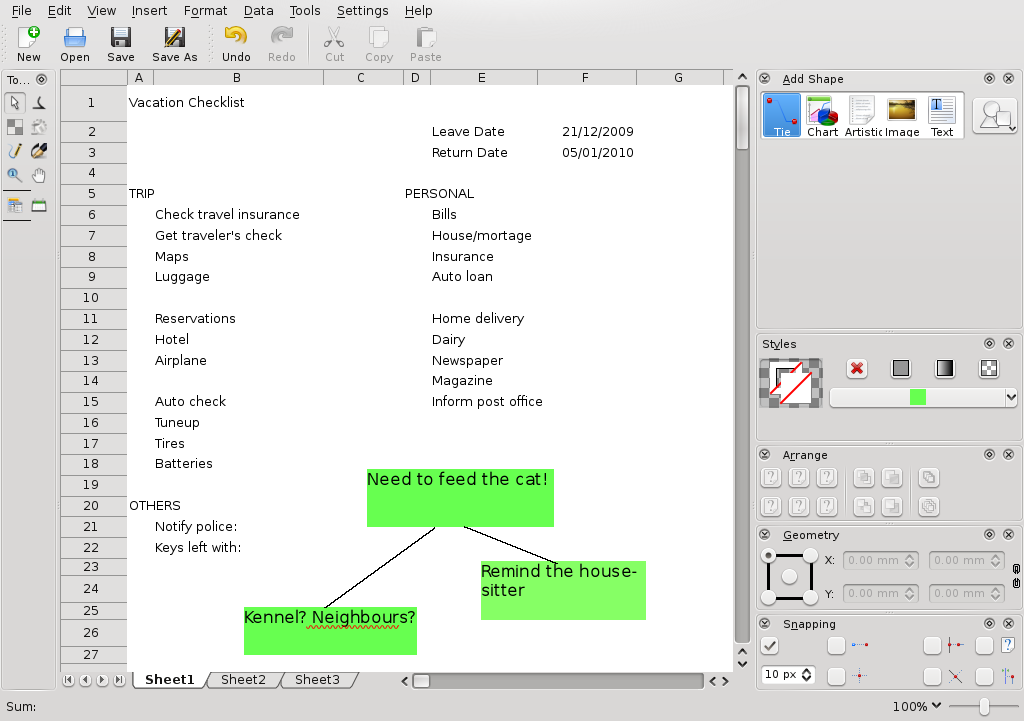 File Edit View Insert Format Data Tools Settings Help
New Open Save Save As Undo Redo Cut Copy Paste
To...
A B C D E F G
1 Vacation Checklist
2 Leave Date 21/12/2009
3 Return Date 05/01/2010
4
5 TRIP PERSONAL
6 Check travel insurance Bills
7 Get traveler's check House/mortage
8 Maps Insurance
9 Luggage Auto loan
10
11 Reservations Home delivery
12 Hotel Dairy
13 Airplane Newspaper
14 Magazine
15 Auto check Inform post office
16 Tuneup
17 Tires
18 Batteries
19
20 OTHERS
21 Notify police:
22 Keys left with:
23
24
25
26
27
Need to feed the cat!
Remind the house-
sitter
Kennel? Neighbours?
Sheet1 Sheet2 Sheet3
Add Shape
Tie Chart Artistic Image Text
Styles
Arrange
Geometry
X: 0.00 mm 0.00 mm
Y: 0.00 mm 0.00 mm
Snapping
10 px
Sum: 100%